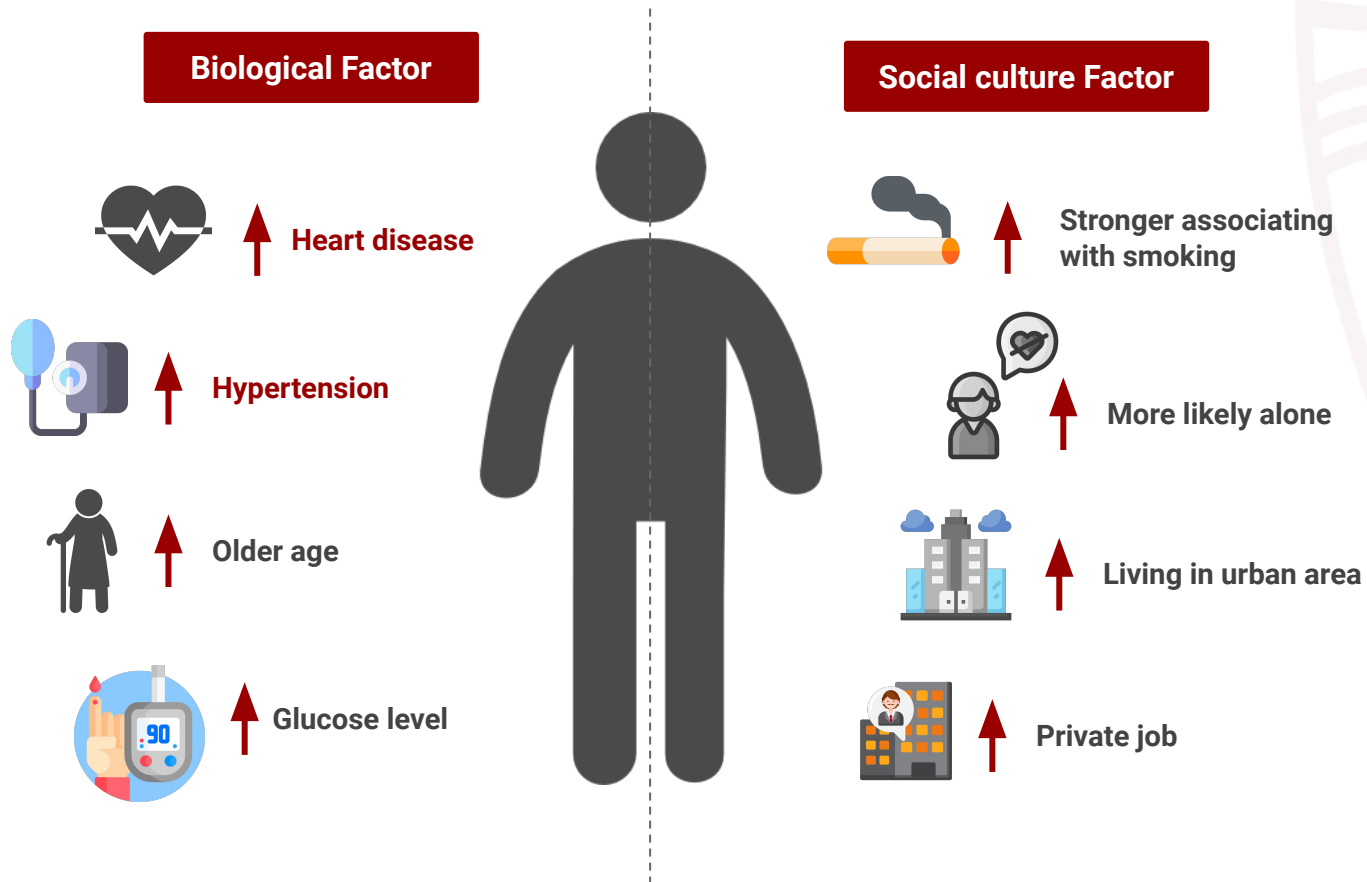 Biological Factor
Heart disease
Hypertension
Older age
90
Glucose level
Social culture Factor
Stronger associating
with smoking
More likely alone
Living in urban area
Private job